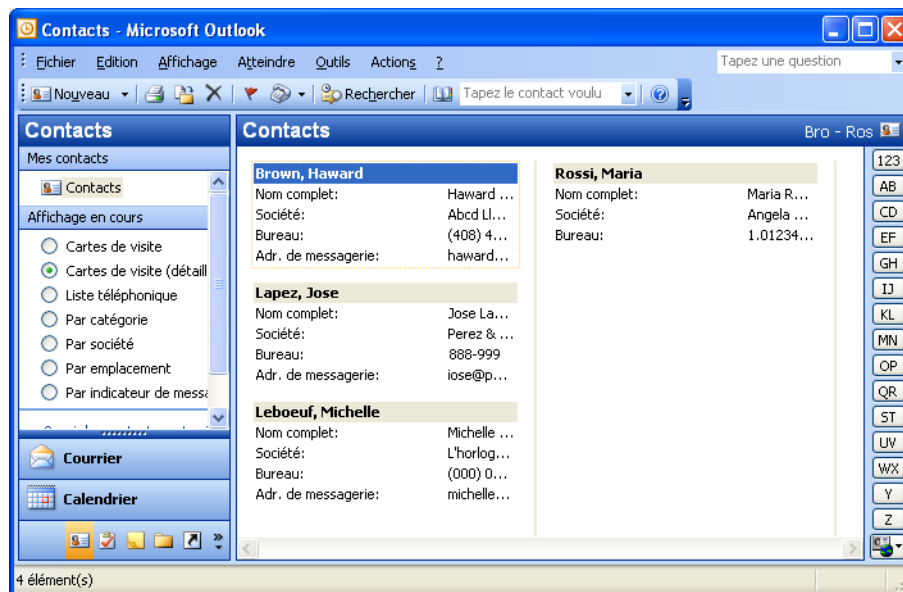 Contacts - Microsoft Outlook
Fichier Edition Affichage Atteindre Outils Actions ? Tapez une question
Nouveau Rechercher Tapez le contact voulu
Contacts
Mes contacts
Contacts
Affichage en cours
Cartes de visite
Cartes de visite (détaill
Liste téléphonique
Par catégorie
Par société
Par emplacement
Par indicateur de messa
Courrier
Calendrier
Contacts Bro - Ros
Brown, Haward
Nom complet: Haward ...
Société: Abcd Ll...
Bureau: (408) 4...
Adr. de messagerie: haward...
Lapez, Jose
Nom complet: Jose La...
Société: Perez & ...
Bureau: 888-999
Adr. de messagerie: iose@p...
Leboeuf, Michelle
Nom complet: Michelle ...
Société: L'horlog...
Bureau: (000) 0...
Adr. de messagerie: michelle...
Rossi, Maria
Nom complet: Maria R...
Société: Angela ...
Bureau: 1.01234...
123
AB
CD
EF
GH
IJ
KL
MN
OP
QR
ST
UV
WX
Y
Z
4 élément(s)